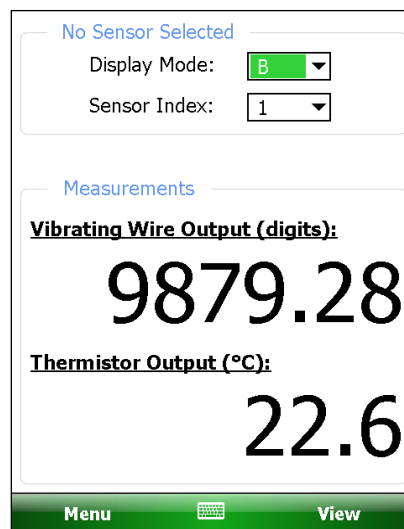 No Sensor Selected
Display Mode: B
Sensor Index: 1
Measurements
Vibrating Wire Output (digits):
9879.28
Thermistor Output (°C):
22.6
Menu View